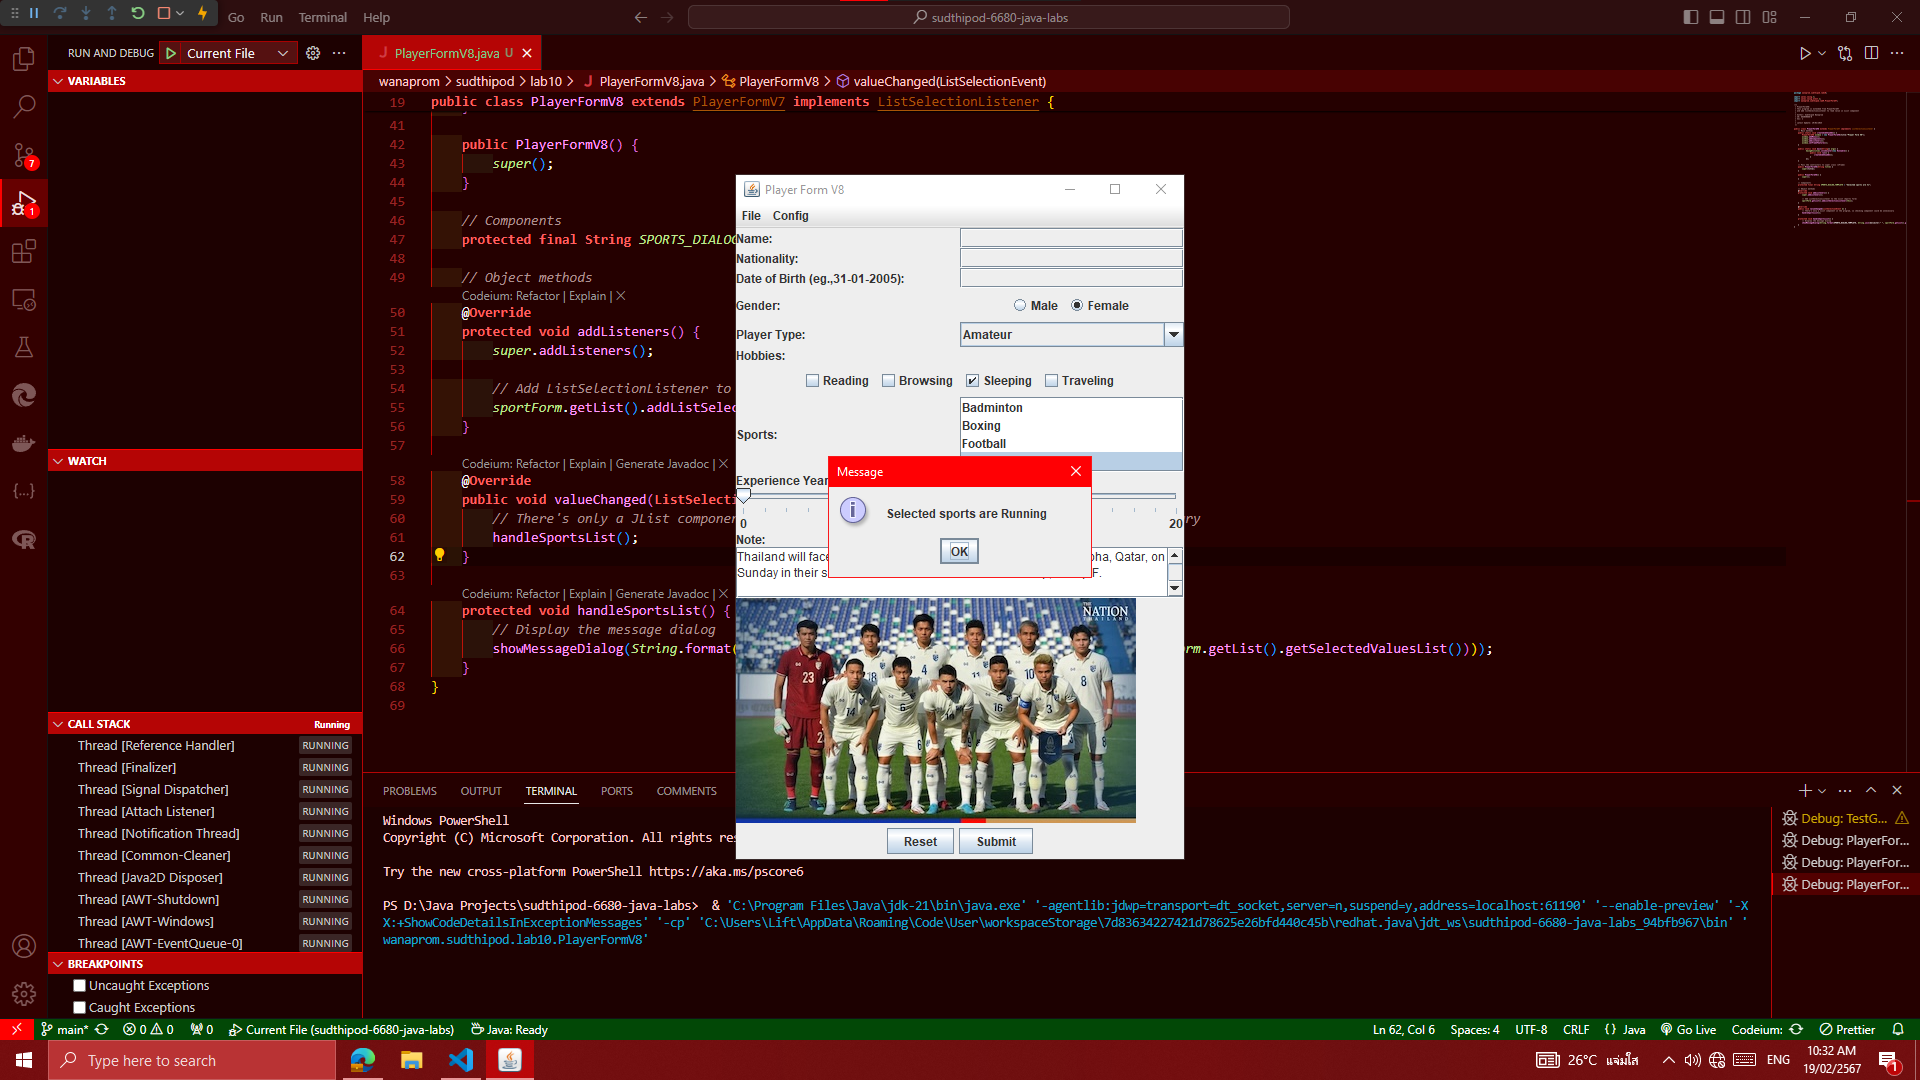 Go Run Terminal Help
sudthipod-6680-java-labs
RUN AND DEBUG Current File
PlayerFormV8.java U
VARIABLES
wanaprom > sudthipod > lab10 > J PlayerFormV8.java > PlayerFormV8 > valueChanged(ListSelectionEvent)
19 public class PlayerFormV8 extends PlayerFormV7 implements ListSelectionListener {
41
42 public PlayerFormV8() {
43 super();
44 }
45
46 // Components
47 protected final String SPORTS_DIALO
48
49 // Object methods
Codeium: Refactor | Explain | X
50 @Override
51 protected void addListeners() {
52 super.addListeners();
53
54 // Add ListSelectionListener to
55 sportForm.getList().addListSelec
56 }
57
Codeium: Refactor | Explain | Generate Javadoc | X
58 @Override
59 public void valueChanged(ListSelecti
60 // There's only a JList componen ry
61 handleSportsList();
62 }
63
Codeium: Refactor | Explain | Generate Javadoc | X
64 protected void handleSportsList() {
65 // Display the message dialog
66 showMessageDialog(String.format( rm.getList().getSelectedValuesList()));
67 }
68 }
69
Player Form V8
File Config
Name:
Nationality:
Date of Birth (eg.,31-01-2005):
Gender: Male Female
Player Type: Amateur
Hobbies:
Reading Browsing Sleeping Traveling
Sports:
Badminton
Boxing
Football
Experience Year
0 20
Note:
Thailand will face oha, Qatar, on
Sunday in their s F.
Message
Selected sports are Running
OK
THE
NATION
THAILAND
23 14 6 10 16 3 8
Reset Submit
WATCH
CALL STACK Running
Thread [Reference Handler] RUNNING
Thread [Finalizer] RUNNING
Thread [Signal Dispatcher] RUNNING
Thread [Attach Listener] RUNNING
Thread [Notification Thread] RUNNING
Thread [Common-Cleaner] RUNNING
Thread [Java2D Disposer] RUNNING
Thread [AWT-Shutdown] RUNNING
Thread [AWT-Windows] RUNNING
Thread [AWT-EventQueue-0] RUNNING
BREAKPOINTS
Uncaught Exceptions
Caught Exceptions
PROBLEMS OUTPUT TERMINAL PORTS COMMENTS
Windows PowerShell
Copyright (C) Microsoft Corporation. All rights res
Try the new cross-platform PowerShell https://aka.ms/pscore6
PS D:\Java Projects\sudthipod-6680-java-labs> & 'C:\Program Files\Java\jdk-21\bin\java.exe' '-agentlib:jdwp=transport=dt_socket,server=n,suspend=y,address=localhost:61190' '--enable-preview' '-X
X:+ShowCodeDetailsInExceptionMessages' '-cp' 'C:\Users\Lift\AppData\Roaming\Code\User\workspaceStorage\7d83634227421d78625e26bfd440c45b\redhat.java\jdt_ws\sudthipod-6680-java-labs_94bfb967\bin' '
wanaprom.sudthipod.lab10.PlayerFormV8'
Debug: TestG...
Debug: PlayerFor...
Debug: PlayerFor...
Debug: PlayerFor...
7
1
main* 0 0 0 Current File (sudthipod-6680-java-labs) Java: Ready
Ln 62, Col 6 Spaces: 4 UTF-8 CRLF {} Java Go Live Codeium: Prettier
Type here to search
26°C แจ่มใส ENG
10:32 AM
19/02/2567
1